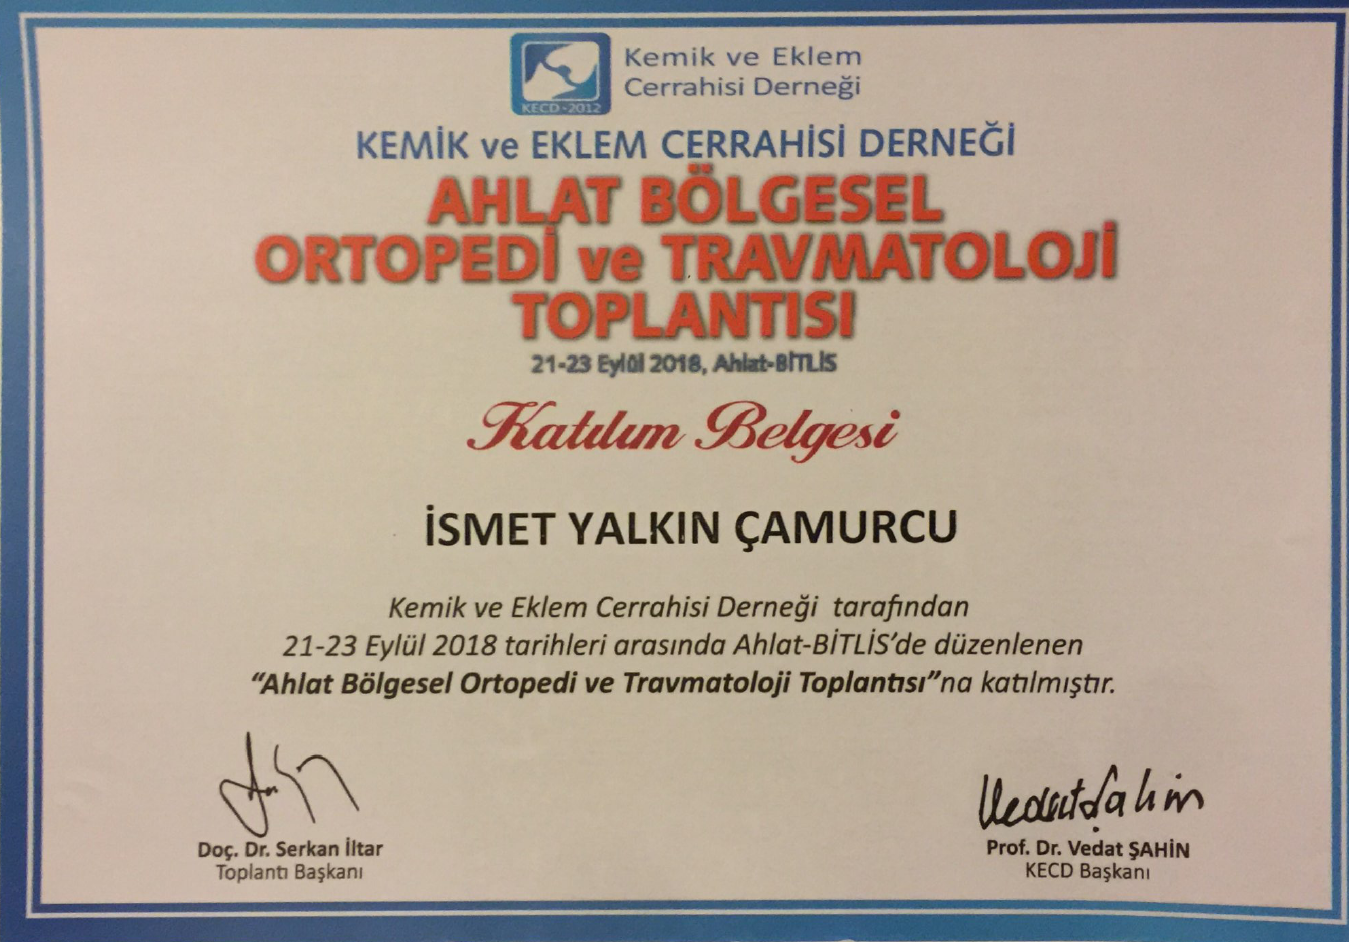 KECD-2012
Kemik ve Eklem
Cerrahisi Derneği
KEMİK ve EKLEM CERRAHİSİ DERNEĞİ
AHLAT BÖLGESEL
ORTOPEDİ ve TRAVMATOLOJİ
TOPLANTISI
21-23 Eylül 2018, Ahlat-BİTLİS
Katılım Belgesi
İSMET YALKIN ÇAMURCU
Kemik ve Eklem Cerrahisi Derneği tarafından
21-23 Eylül 2018 tarihleri arasında Ahlat-BİTLİS’de düzenlenen
“Ahlat Bölgesel Ortopedi ve Travmatoloji Toplantısı”na katılmıştır.
Vedat Şahin
Doç. Dr. Serkan İltar
Toplantı Başkanı
Prof. Dr. Vedat ŞAHİN
KECD Başkanı